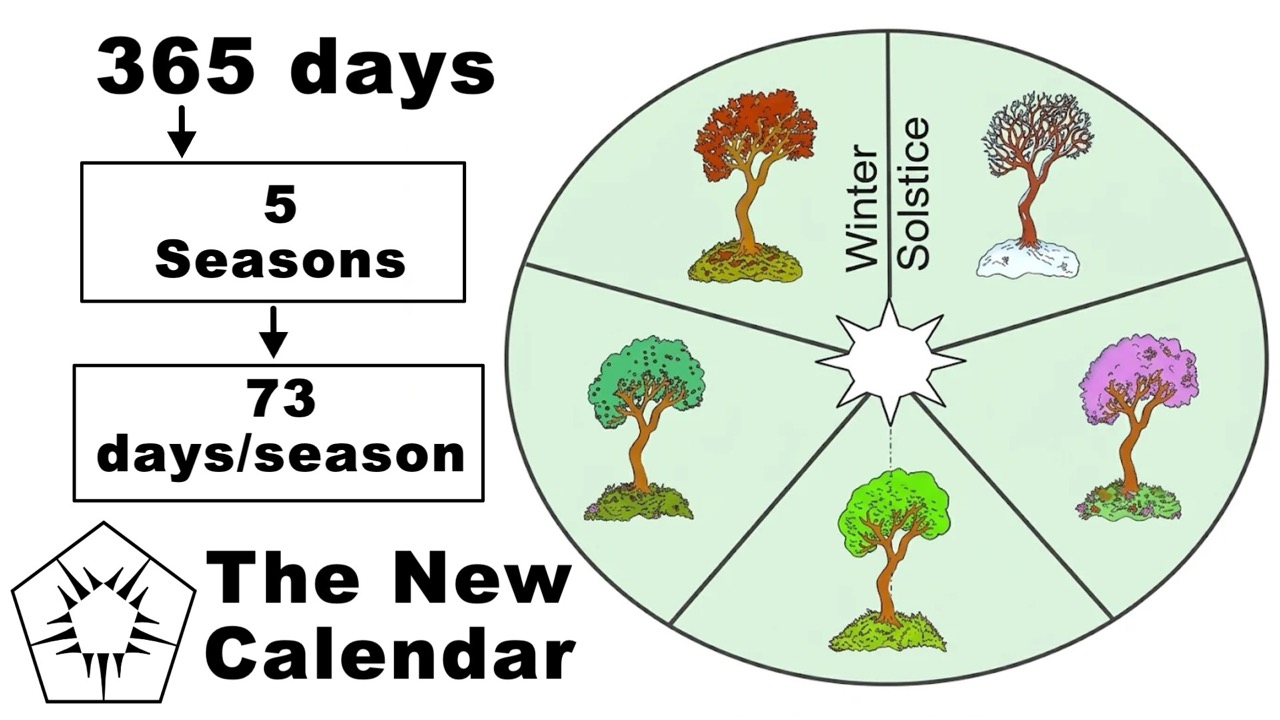 365 days
5
Seasons
73
days/season
The New
Calendar
Winter
Solstice